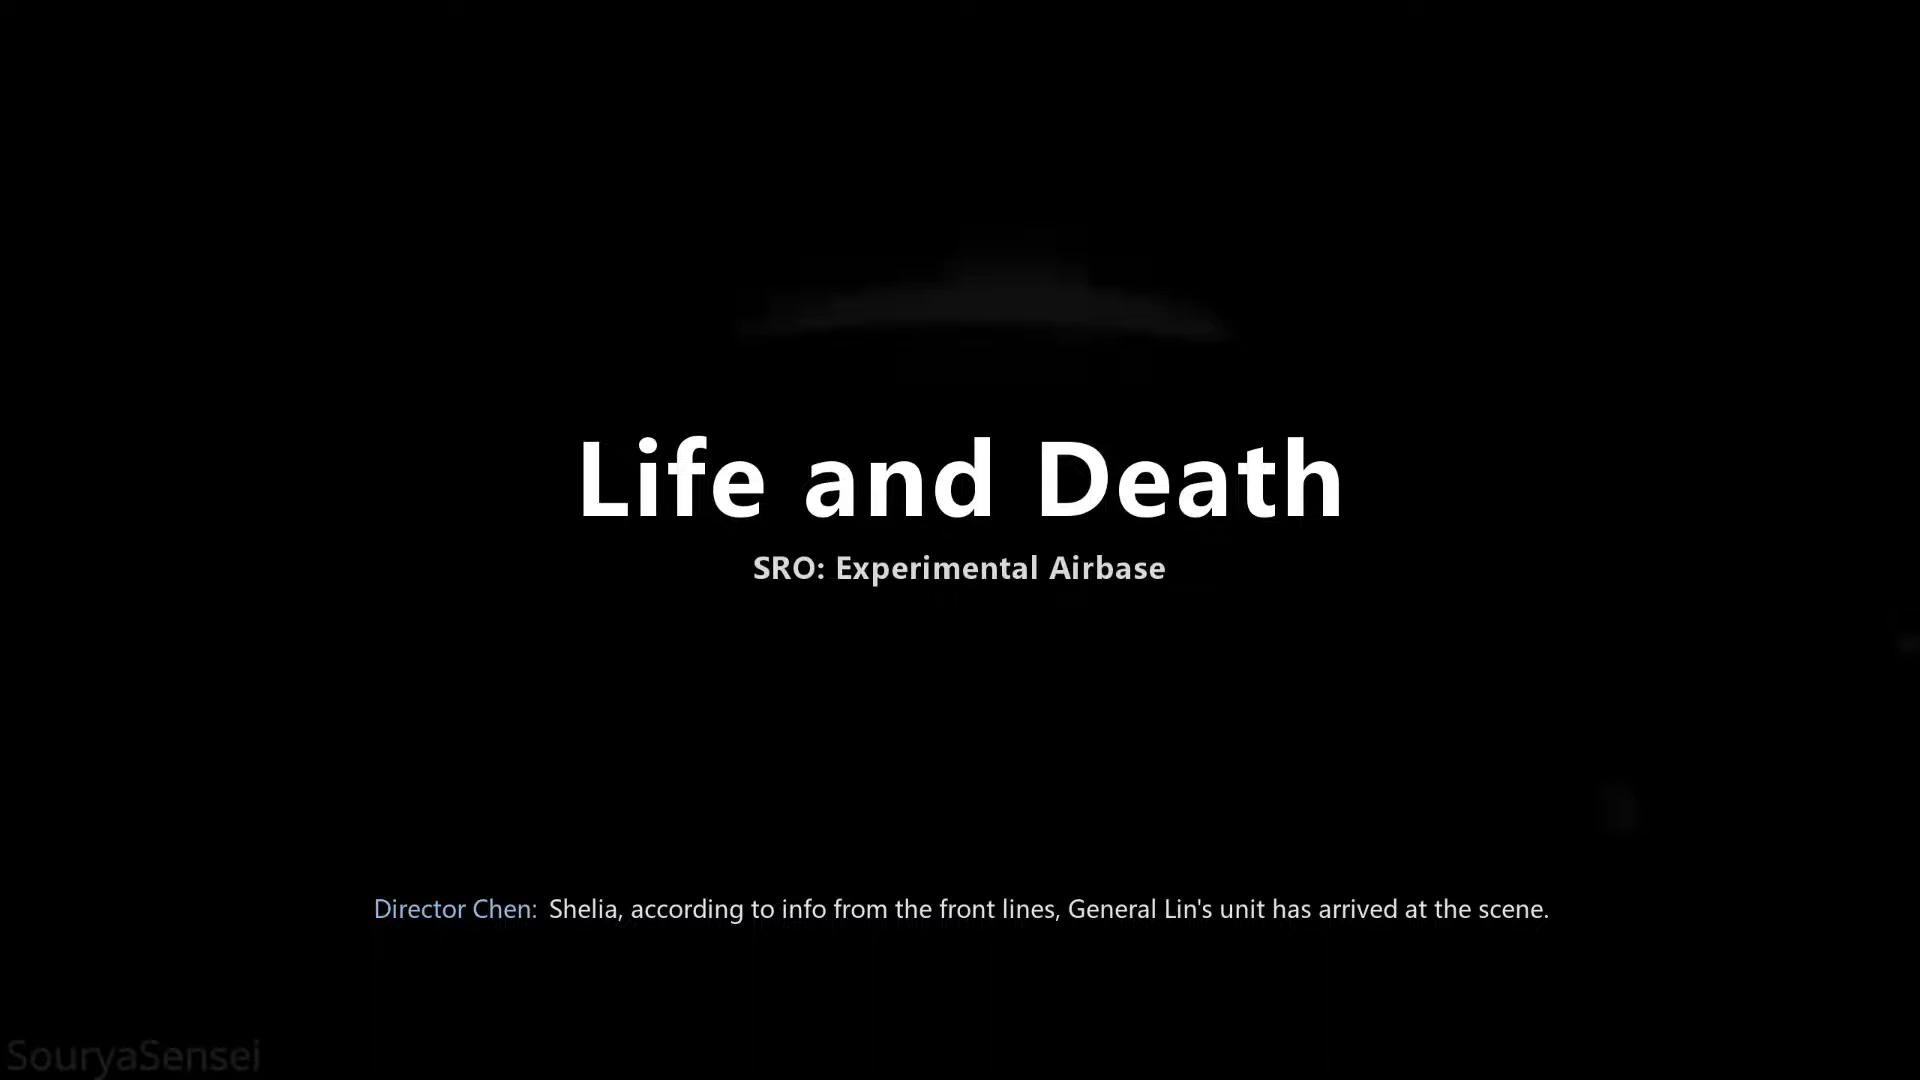 Life and Death
SRO: Experimental Airbase
Director Chen: Shelia, according to info from the front lines, General Lin's unit has arrived at the scene.
SouryaSensei